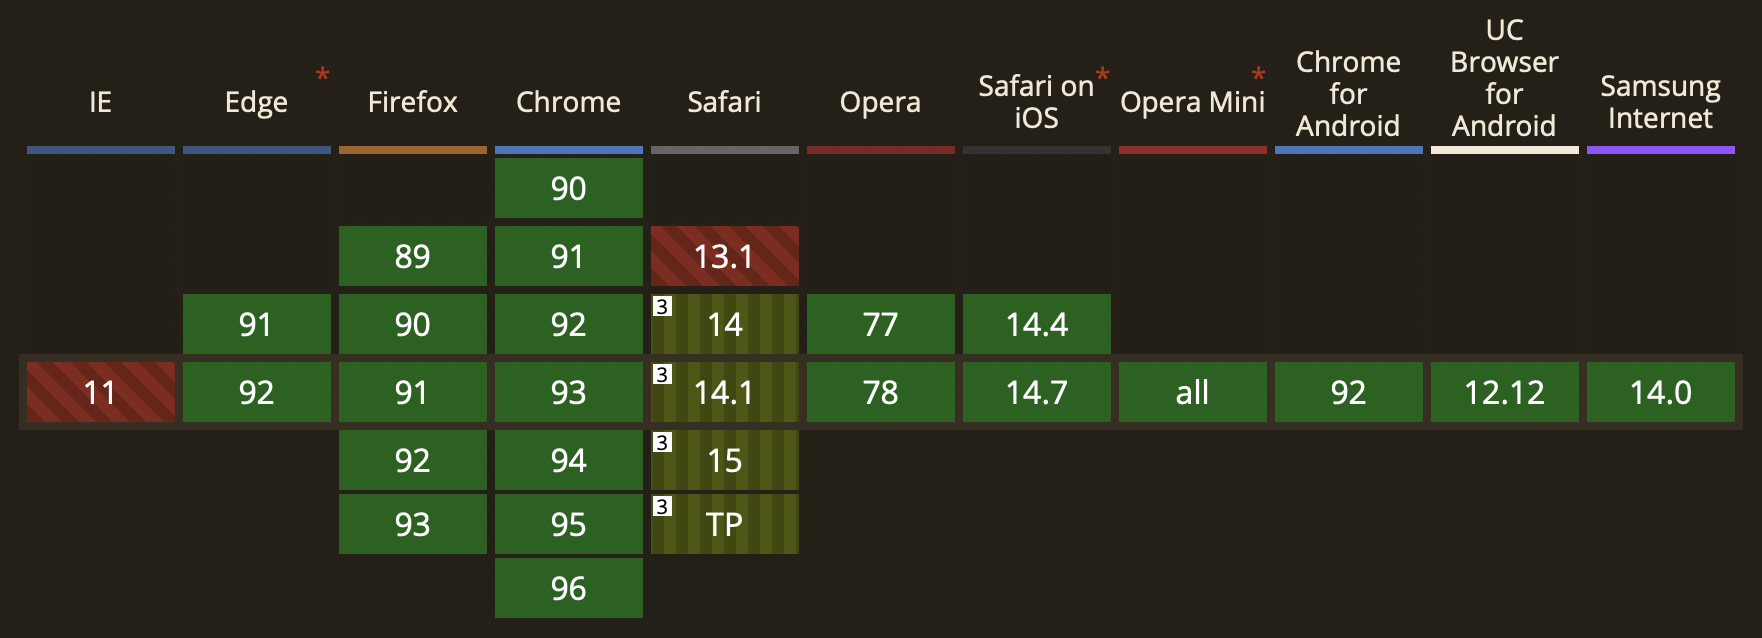 IE Edge * Firefox Chrome Safari Opera Safari on iOS * Opera Mini * Chrome for Android UC Browser for Android Samsung Internet
90
89 91 13.1
91 90 92 3 14 77 14.4
11 92 91 93 3 14.1 78 14.7 all 92 12.12 14.0
92 94 3 15
93 95 3 TP
96